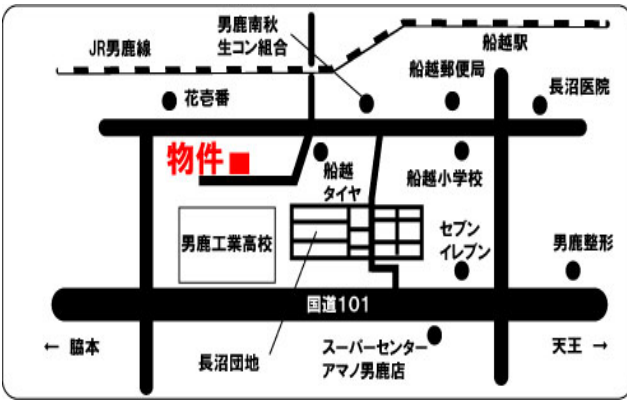 男鹿南秋
生コン組合
JR男鹿線
船越駅
船越郵便局
長沼医院
花壱番
物件
船越
タイヤ
船越小学校
男鹿工業高校
セブン
イレブン
男鹿整形
国道101
← 脇本
長沼団地
スーパーセンター
アマノ男鹿店
天王 →